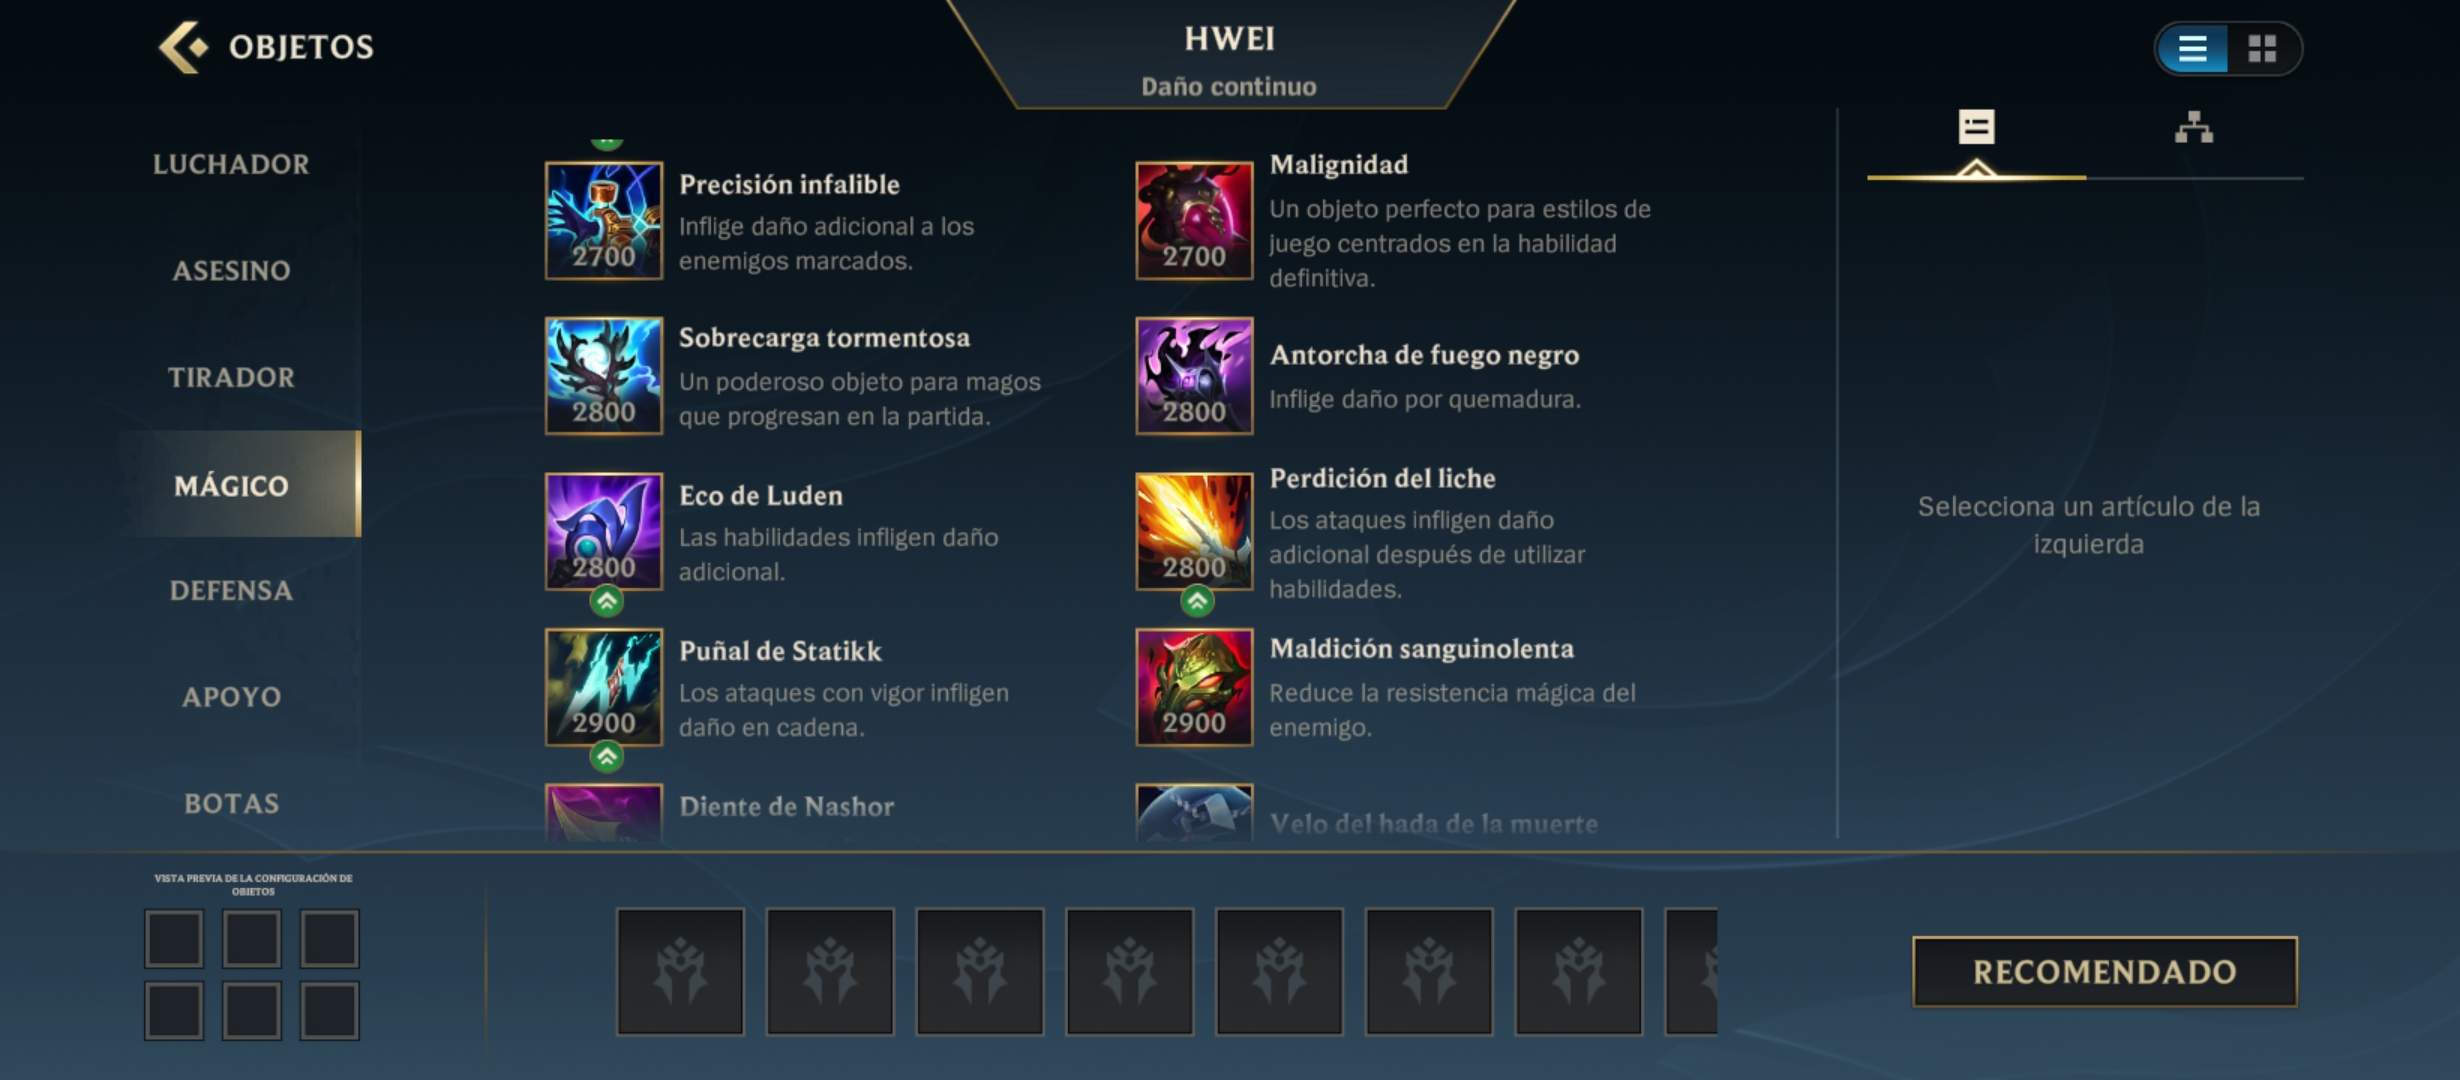 OBJETOS
HWEI
Daño continuo
LUCHADOR
ASESINO
TIRADOR
MÁGICO
DEFENSA
APOYO
BOTAS
Precisión infalible
Inflige daño adicional a los
enemigos marcados.
2700
Malignidad
Un objeto perfecto para estilos de
juego centrados en la habilidad
definitiva.
2700
Sobrecarga tormentosa
Un poderoso objeto para magos
que progresan en la partida.
2800
Antorcha de fuego negro
Inflige daño por quemadura.
2800
Eco de Luden
Las habilidades infligen daño
adicional.
2800
Perdición del liche
Los ataques infligen daño
adicional después de utilizar
habilidades.
2800
Puñal de Statikk
Los ataques con vigor infligen
daño en cadena.
2900
Maldición sanguinolenta
Reduce la resistencia mágica del
enemigo.
2900
Diente de Nashor
Velo del hada de la muerte
Selecciona un artículo de la
izquierda
VISTA PREVIA DE LA CONFIGURACIÓN DE
OBJETOS
RECOMENDADO